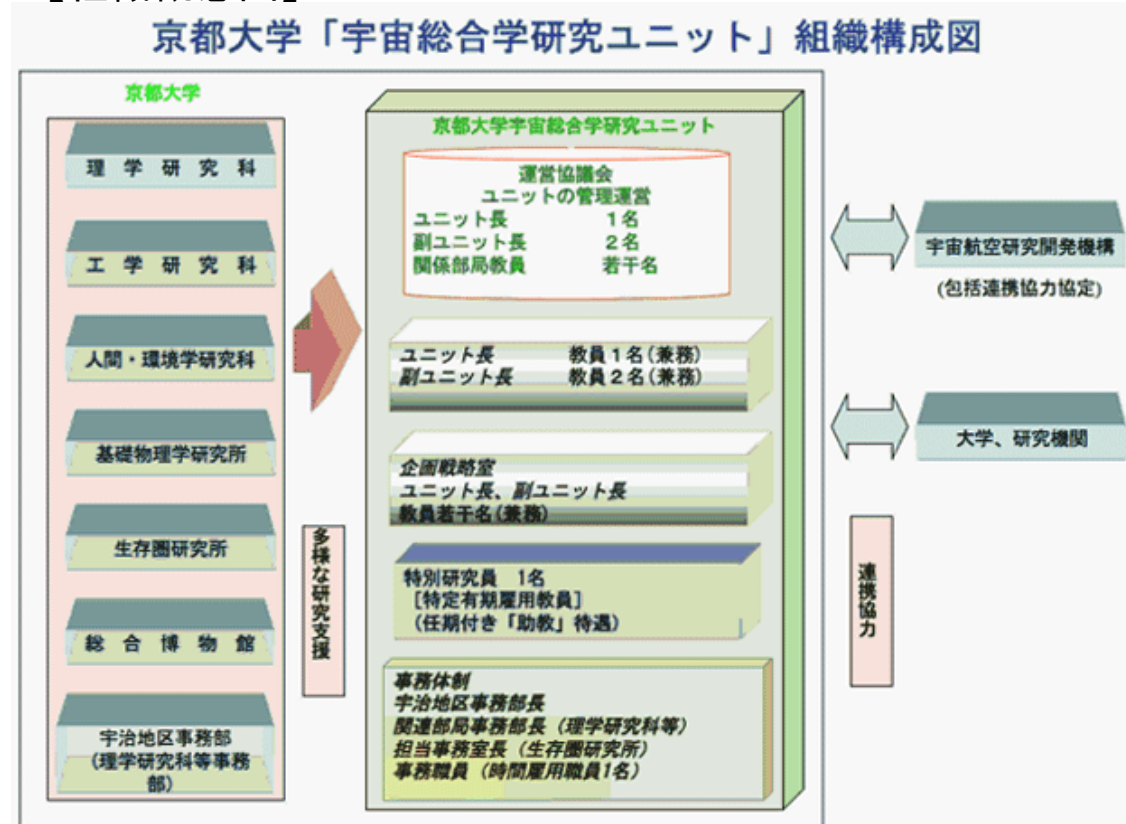 京都大学「宇宙総合学研究ユニット」組織構成図
京都大学
理学研究科
工学研究科
人間・環境学研究科
基礎物理学研究所
生存圏研究所
総合博物館
宇治地区事務部
(理学研究科等事務
部)
多様な研究支援
京都大学宇宙総合学研究ユニット
運営協議会
ユニットの管理運営
ユニット長 1名
副ユニット長 2名
関係部局教員 若干名
ユニット長 教員1名(兼務)
副ユニット長 教員2名(兼務)
企画戦略室
ユニット長、副ユニット長
教員若干名(兼務)
特別研究員 1名
[特定有期雇用教員]
(任期付き「助教」待遇)
事務体制
宇治地区事務部長
関連部局事務部長(理学研究科等)
担当事務室長(生存圏研究所)
事務職員(時間雇用職員1名)
宇宙航空研究開発機構
(包括連携協力協定)
大学、研究機関
連携協力